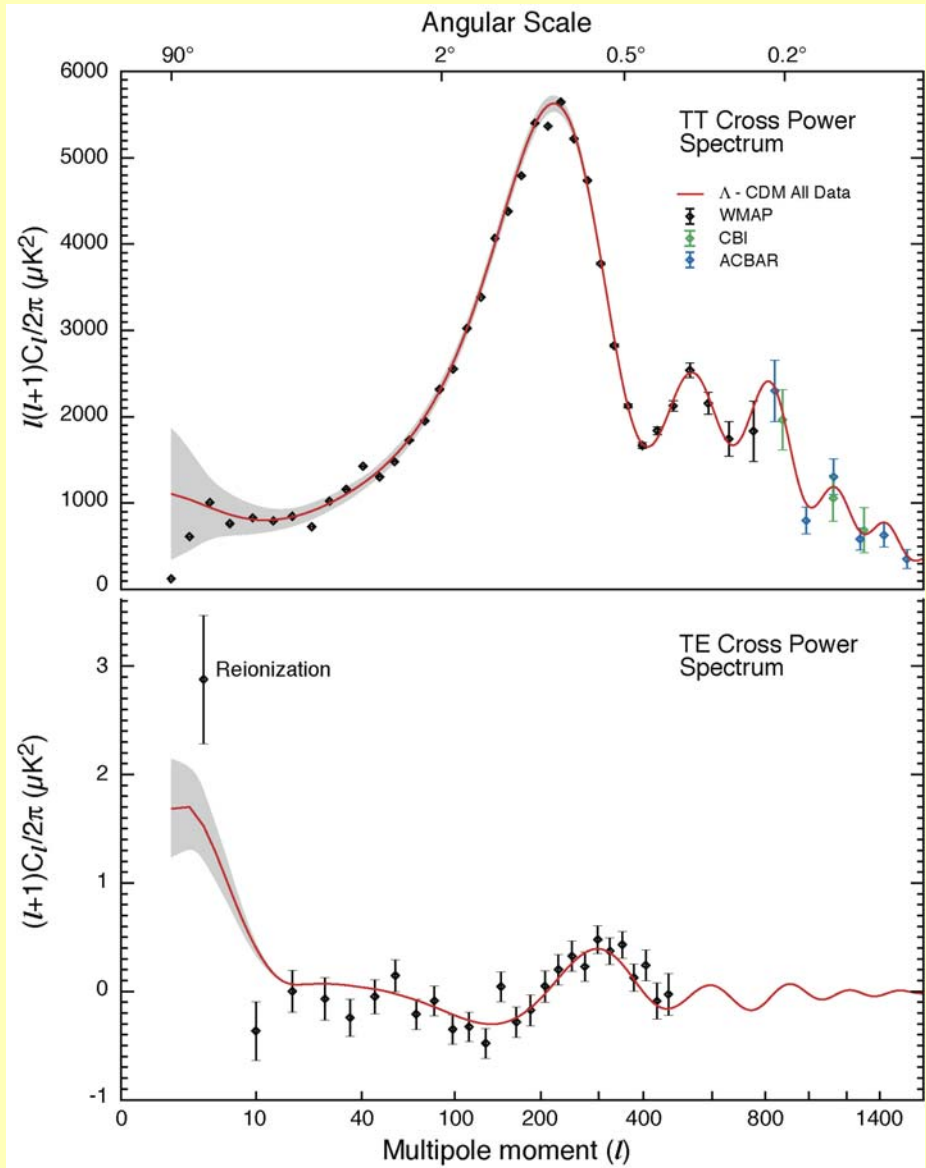 Angular Scale
90° 2° 0.5° 0.2°
6000
5000
4000
3000
2000
1000
0
l(l+1)Cl/2π (μK²)
TT Cross Power
Spectrum
Λ - CDM All Data
WMAP
CBI
ACBAR
3
2
1
0
-1
(l+1)Cl/2π (μK²)
Reionization
TE Cross Power
Spectrum
0 10 40 100 200 400 800 1400
Multipole moment (l)